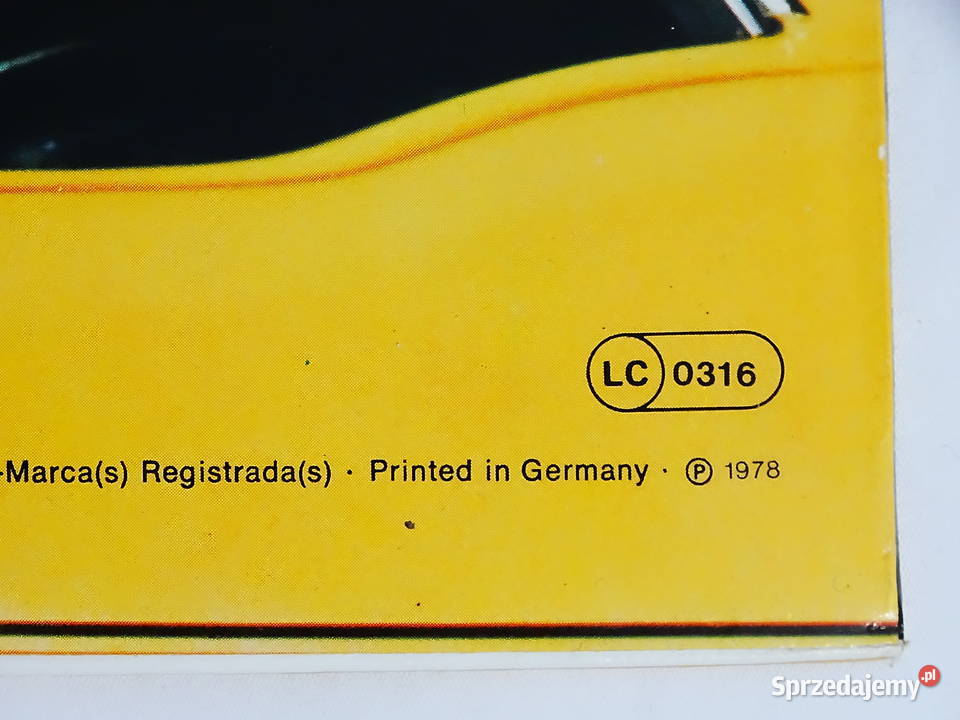 LC 0316
-Marca(s) Registrada(s) · Printed in Germany · ℗ 1978
Sprzedajemy.pl